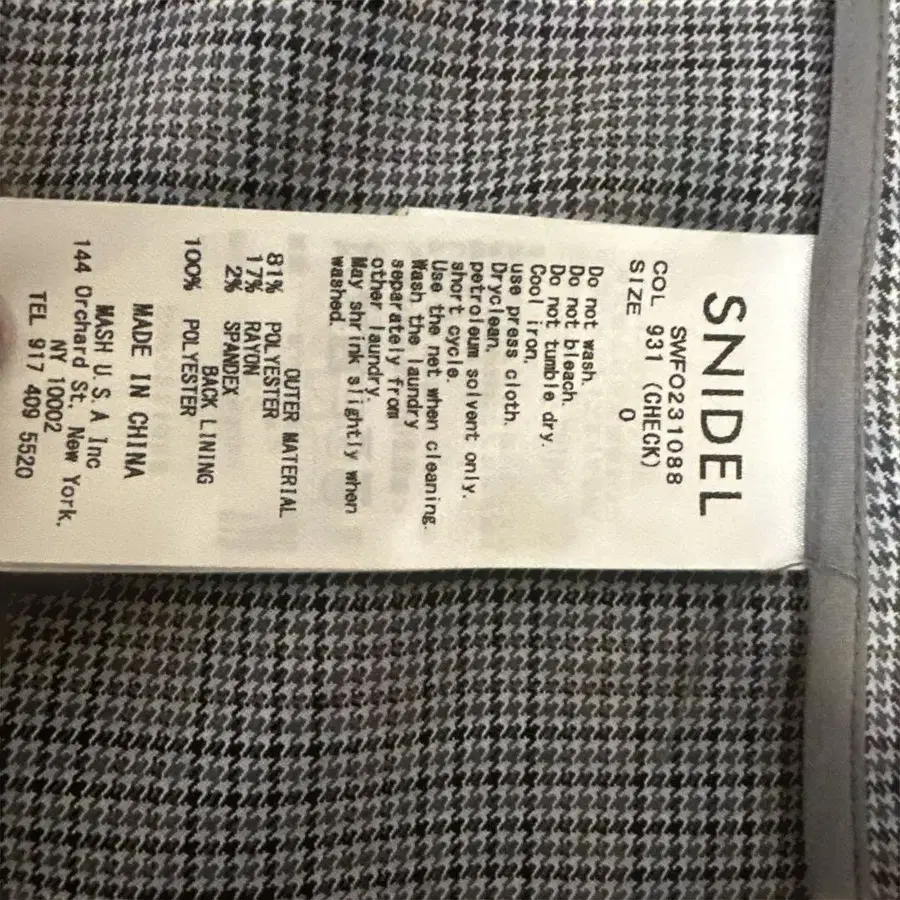 SNIDEL
SWFO231088
COL 931 (CHECK)
SIZE 0
Do not wash.
Do not bleach.
Do not tumble dry.
Cool iron.
use press cloth.
Dryclean,
petroleum solvent only.
short cycle.
Use the net when cleaning.
Wash the laundry
separately from
other laundry.
May shrink slightly when
washed.
OUTER MATERIAL
81% POLYESTER
17% RAYON
2% SPANDEX
BACK LINING
100% POLYESTER
MADE IN CHINA
MASH U.S.A Inc
144 Orchard St. New York,
NY 10002
TEL 917 409 5520